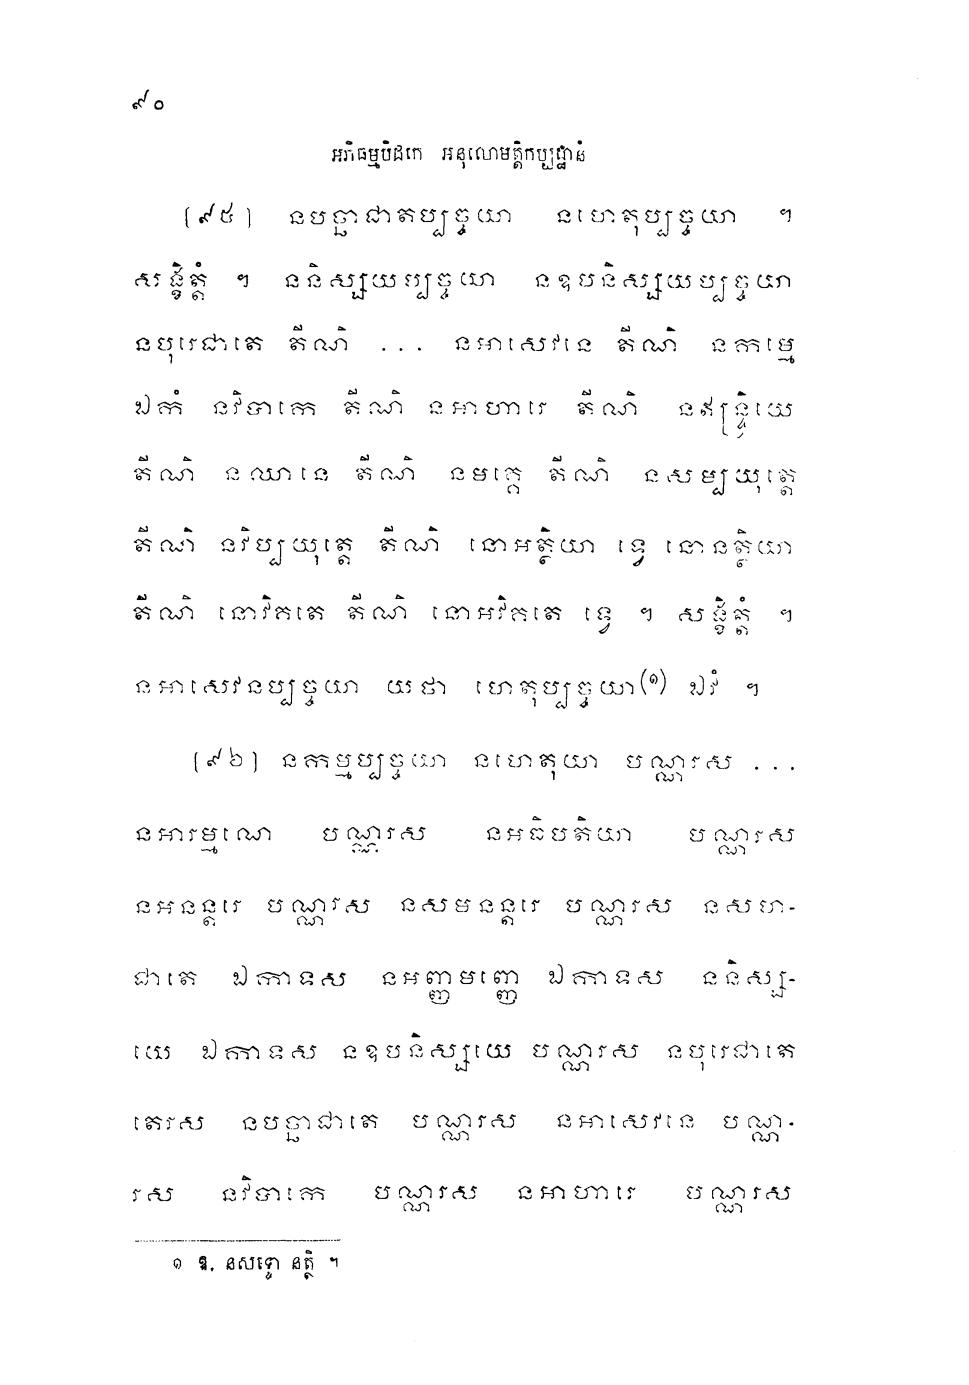 ៩០
អភិធម្មបិដកេ អនុលោមត្តិកប្បដ្ឋានំ
(៩៥) នបច្ឆាជាតប្បច្ចយា នហេតុប្បច្ចយា ។
សង្ខិត្តំ ។ ននិស្សយប្បច្ចយា នឧបនិស្សយប្បច្ចយា
នបុរេជាតេ តីណិ ... នអាសេវនេ តីណិ នកម្មេ
ឯកំ នវិបាកេ តីណិ នអាហារេ តីណិ នឥន្ទ្រិយេ
តីណិ នឈានេ តីណិ នមគ្គេ តីណិ នសម្បយុត្តេ
តីណិ នវិប្បយុត្តេ តីណិ នោអត្ថិយា ទ្វេ នោនត្ថិយា
តីណិ នោវិគតេ តីណិ នោអវិគតេ ទ្វេ ។ សង្ខិត្តំ ។
នអាសេវនប្បច្ចយា យថា ហេតុប្បច្ចយា(១) ឯវំ ។
(៩៦) នកម្មប្បច្ចយា នហេតុយា បណ្ណរស ...
នអារម្មណោ បណ្ណរស នអធិបតិយា បណ្ណរស
នអនន្តរេ បណ្ណរស នសមនន្តរេ បណ្ណរស នសហ-
ជាតេ ឯកាទស នអញ្ញមញ្ញេ ឯកាទស ននិស្ស-
យេ ឯកាទស នឧបនិស្សយេ បណ្ណរស នបុរេជាតេ
តេរស នបច្ឆាជាតេ បណ្ណរស នអាសេវនេ បណ្ណ-
រស នវិបាកេ បណ្ណរស នអាហារេ បណ្ណរស
១ ឱ. នសទ្ទោ នត្ថិ ។